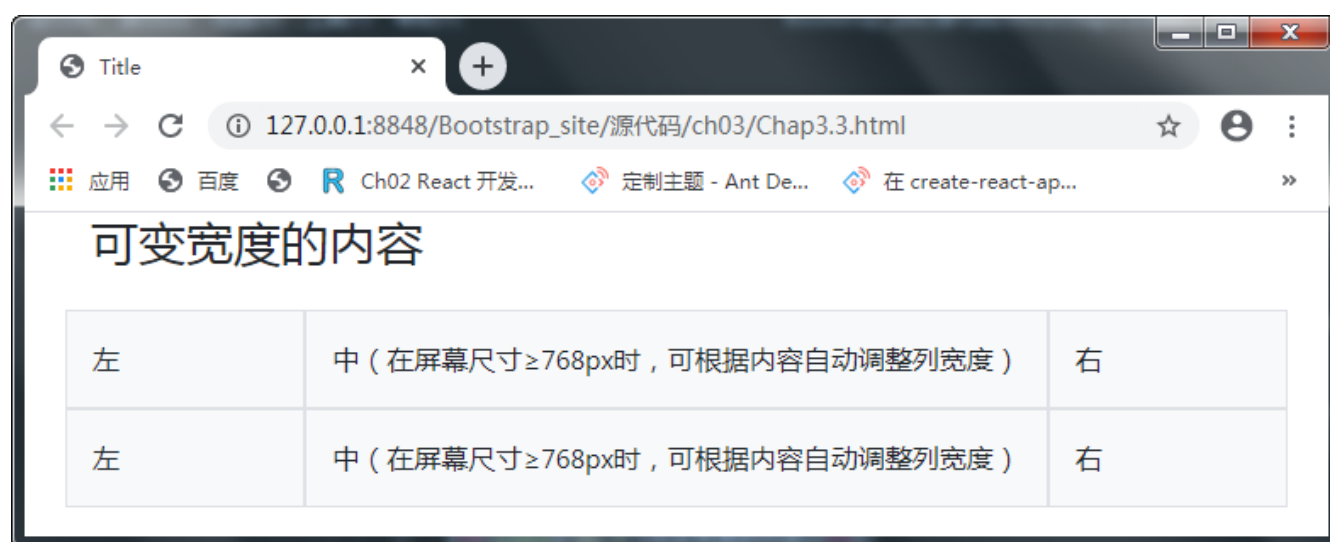 Title
127.0.0.1:8848/Bootstrap_site/源代码/ch03/Chap3.3.html
应用 百度 Ch02 React 开发... 定制主题 - Ant De... 在 create-react-ap... »
可变宽度的内容
左 中（在屏幕尺寸≥768px时，可根据内容自动调整列宽度） 右
左 中（在屏幕尺寸≥768px时，可根据内容自动调整列宽度） 右